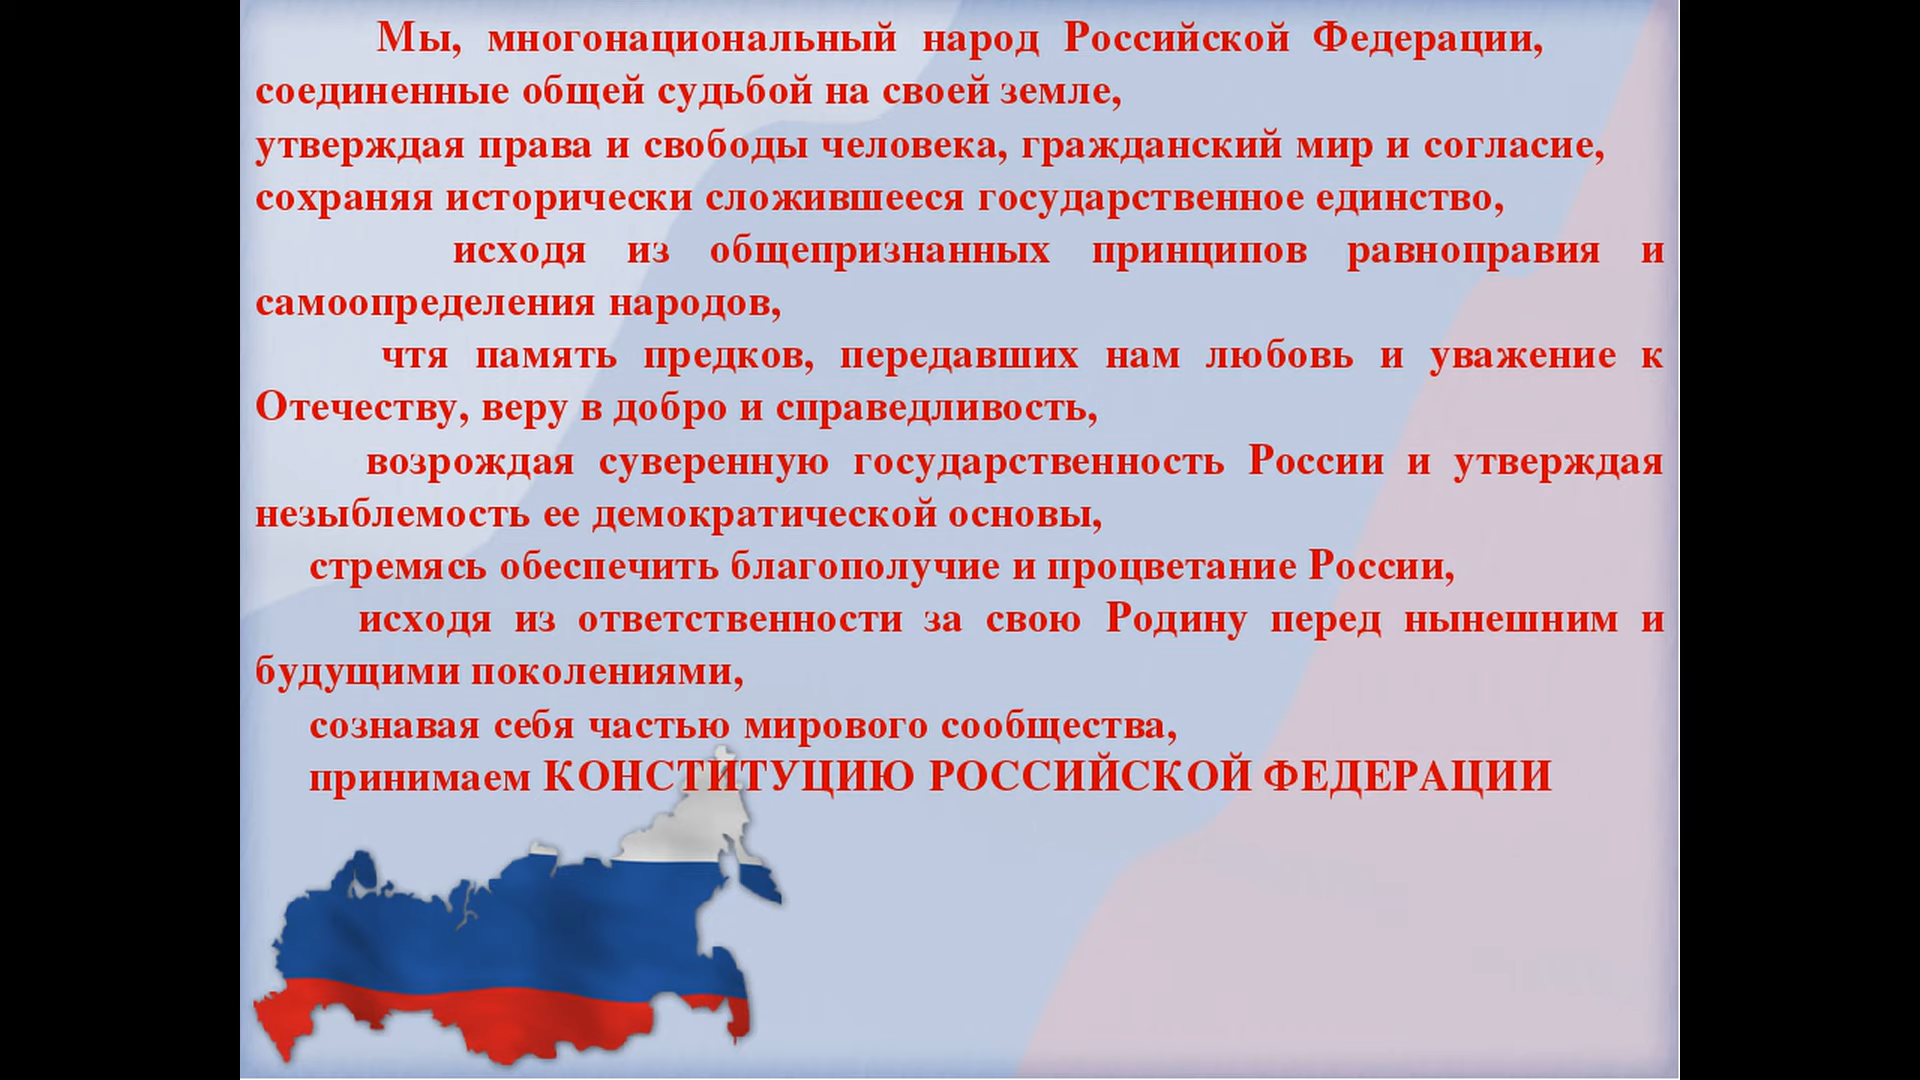 Мы, многонациональный народ Российской Федерации,
соединенные общей судьбой на своей земле,
утверждая права и свободы человека, гражданский мир и согласие,
сохраняя исторически сложившееся государственное единство,
исходя из общепризнанных принципов равноправия и
самоопределения народов,
чтя память предков, передавших нам любовь и уважение к
Отечеству, веру в добро и справедливость,
возрождая суверенную государственность России и утверждая
незыблемость ее демократической основы,
стремясь обеспечить благополучие и процветание России,
исходя из ответственности за свою Родину перед нынешним и
будущими поколениями,
сознавая себя частью мирового сообщества,
принимаем КОНСТИТУЦИЮ РОССИЙСКОЙ ФЕДЕРАЦИИ